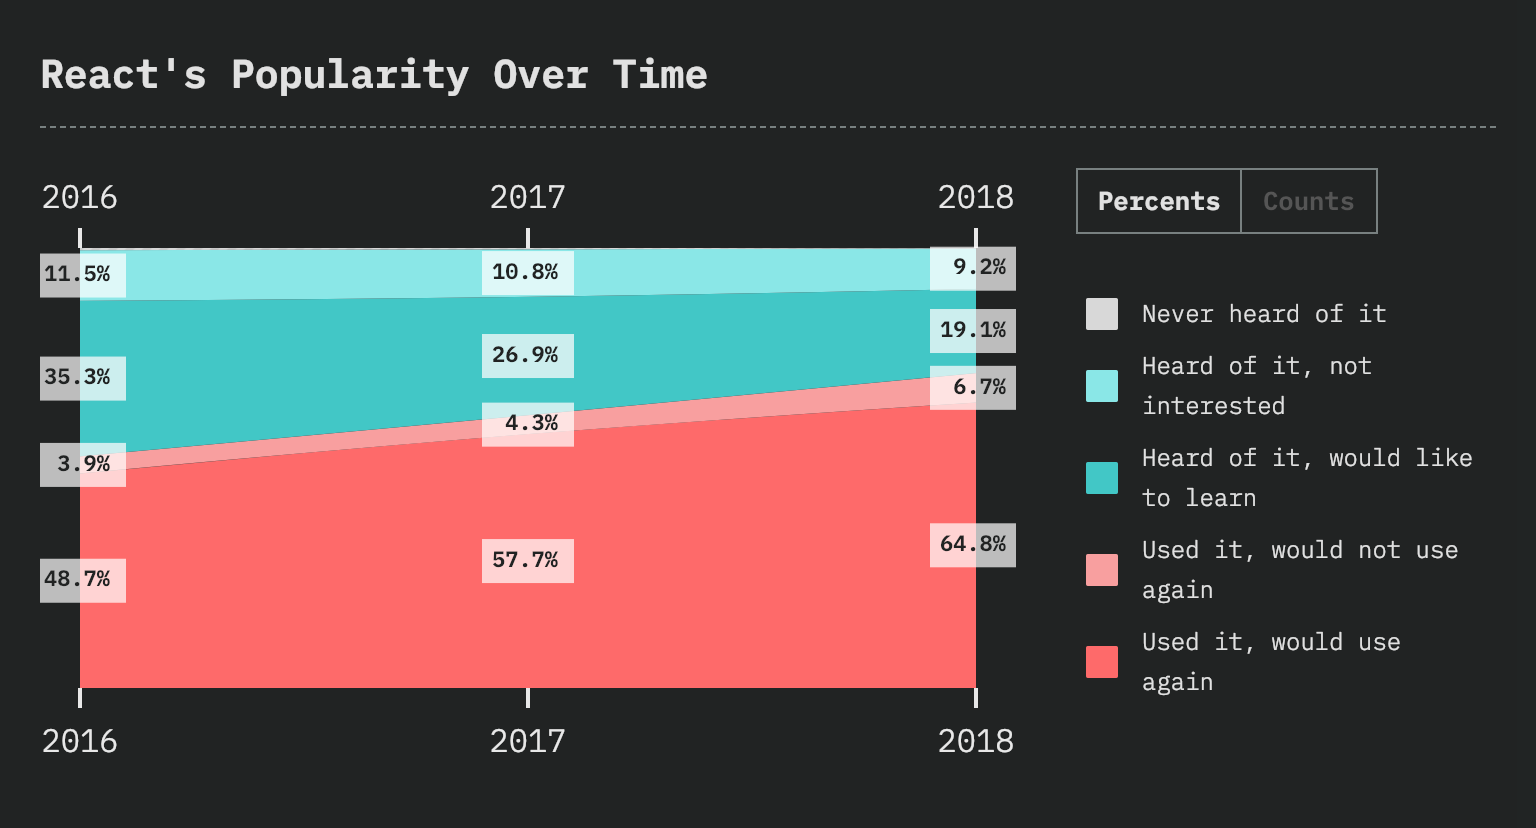 React's Popularity Over Time
2016 2017 2018
Percents Counts
11.5% 10.8% 9.2%
35.3% 26.9% 19.1%
3.9% 4.3% 6.7%
48.7% 57.7% 64.8%
2016 2017 2018
Never heard of it
Heard of it, not
interested
Heard of it, would like
to learn
Used it, would not use
again
Used it, would use
again